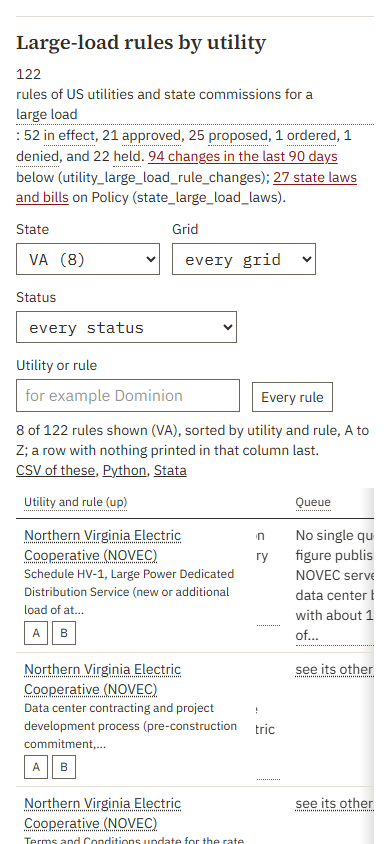 Large-load rules by utility
122
rules of US utilities and state commissions for a
large load
: 52 in effect, 21 approved, 25 proposed, 1 ordered, 1
denied, and 22 held. 94 changes in the last 90 days
below (utility_large_load_rule_changes); 27 state laws
and bills on Policy (state_large_load_laws).
State
Grid
VA (8)
every grid
Status
every status
Utility or rule
for example Dominion
Every rule
8 of 122 rules shown (VA), sorted by utility and rule, A to
Z; a row with nothing printed in that column last.
CSV of these, Python, Stata
Utility and rule (up)
Queue
Northern Virginia Electric
Cooperative (NOVEC)
Schedule HV-1, Large Power Dedicated
Distribution Service (new or additional
load of at...
A B
No single
figure
NOVEC
data center
with about
of...
Northern Virginia Electric
Cooperative (NOVEC)
Data center contracting and project
development process (pre-construction
commitment,...
A B
see its other
Northern Virginia Electric
Cooperative (NOVEC)
Terms and Conditions update for the rate
see its other